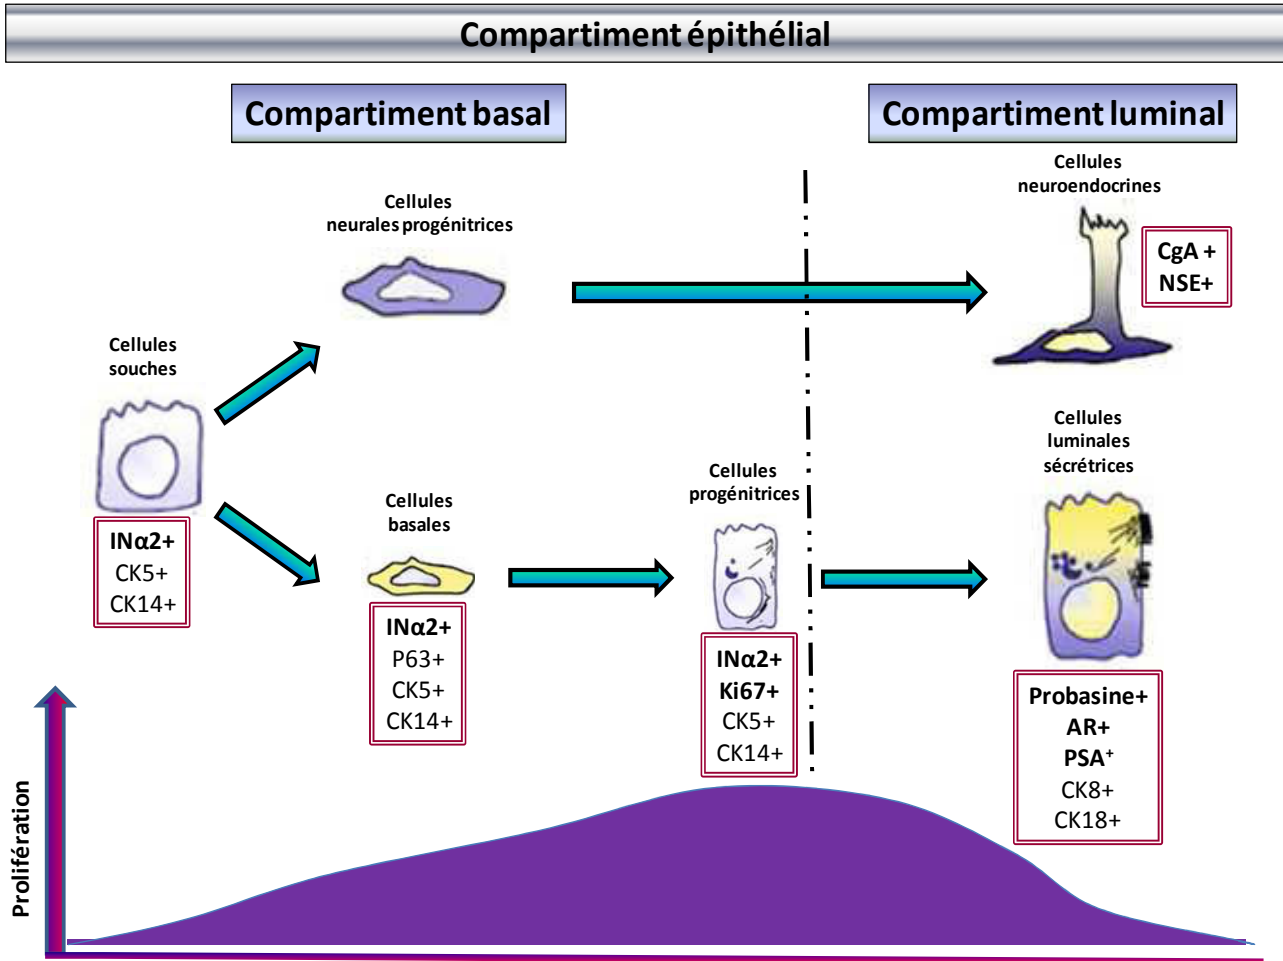 Compartiment épithélial
Compartiment basal
Compartiment luminal
Cellules
neuroendocrines
CgA +
NSE+
Cellules
neurales progénitrices
Cellules
souches
INα2+
CK5+
CK14+
Cellules
basales
INα2+
P63+
CK5+
CK14+
Cellules
progénitrices
INα2+
Ki67+
CK5+
CK14+
Cellules
luminales
sécrétrices
Probasine+
AR+
PSA⁺
CK8+
CK18+
Prolifération